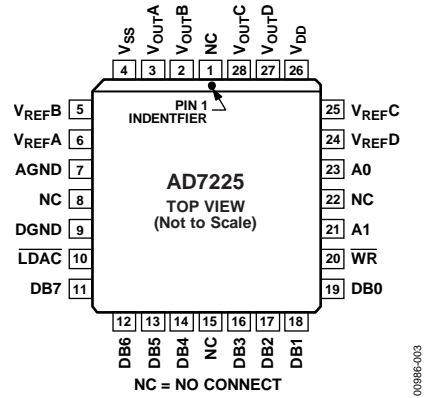 VSS
VOUTA
VOUTB
NC
VOUTC
VOUTD
VDD
4 3 2 1 28 27 26
PIN 1
INDENTFIER
VREFB 5
VREFA 6
AGND 7
NC 8
DGND 9
LDAC 10
DB7 11
AD7225
TOP VIEW
(Not to Scale)
25 VREFC
24 VREFD
23 A0
22 NC
21 A1
20 WR
19 DB0
12 13 14 15 16 17 18
DB6
DB5
DB4
NC
DB3
DB2
DB1
NC = NO CONNECT
00986-003